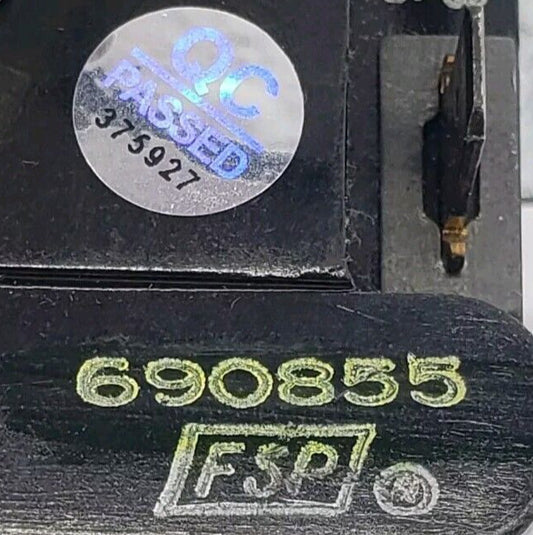 QC
PASSED
375927
690855
FSP